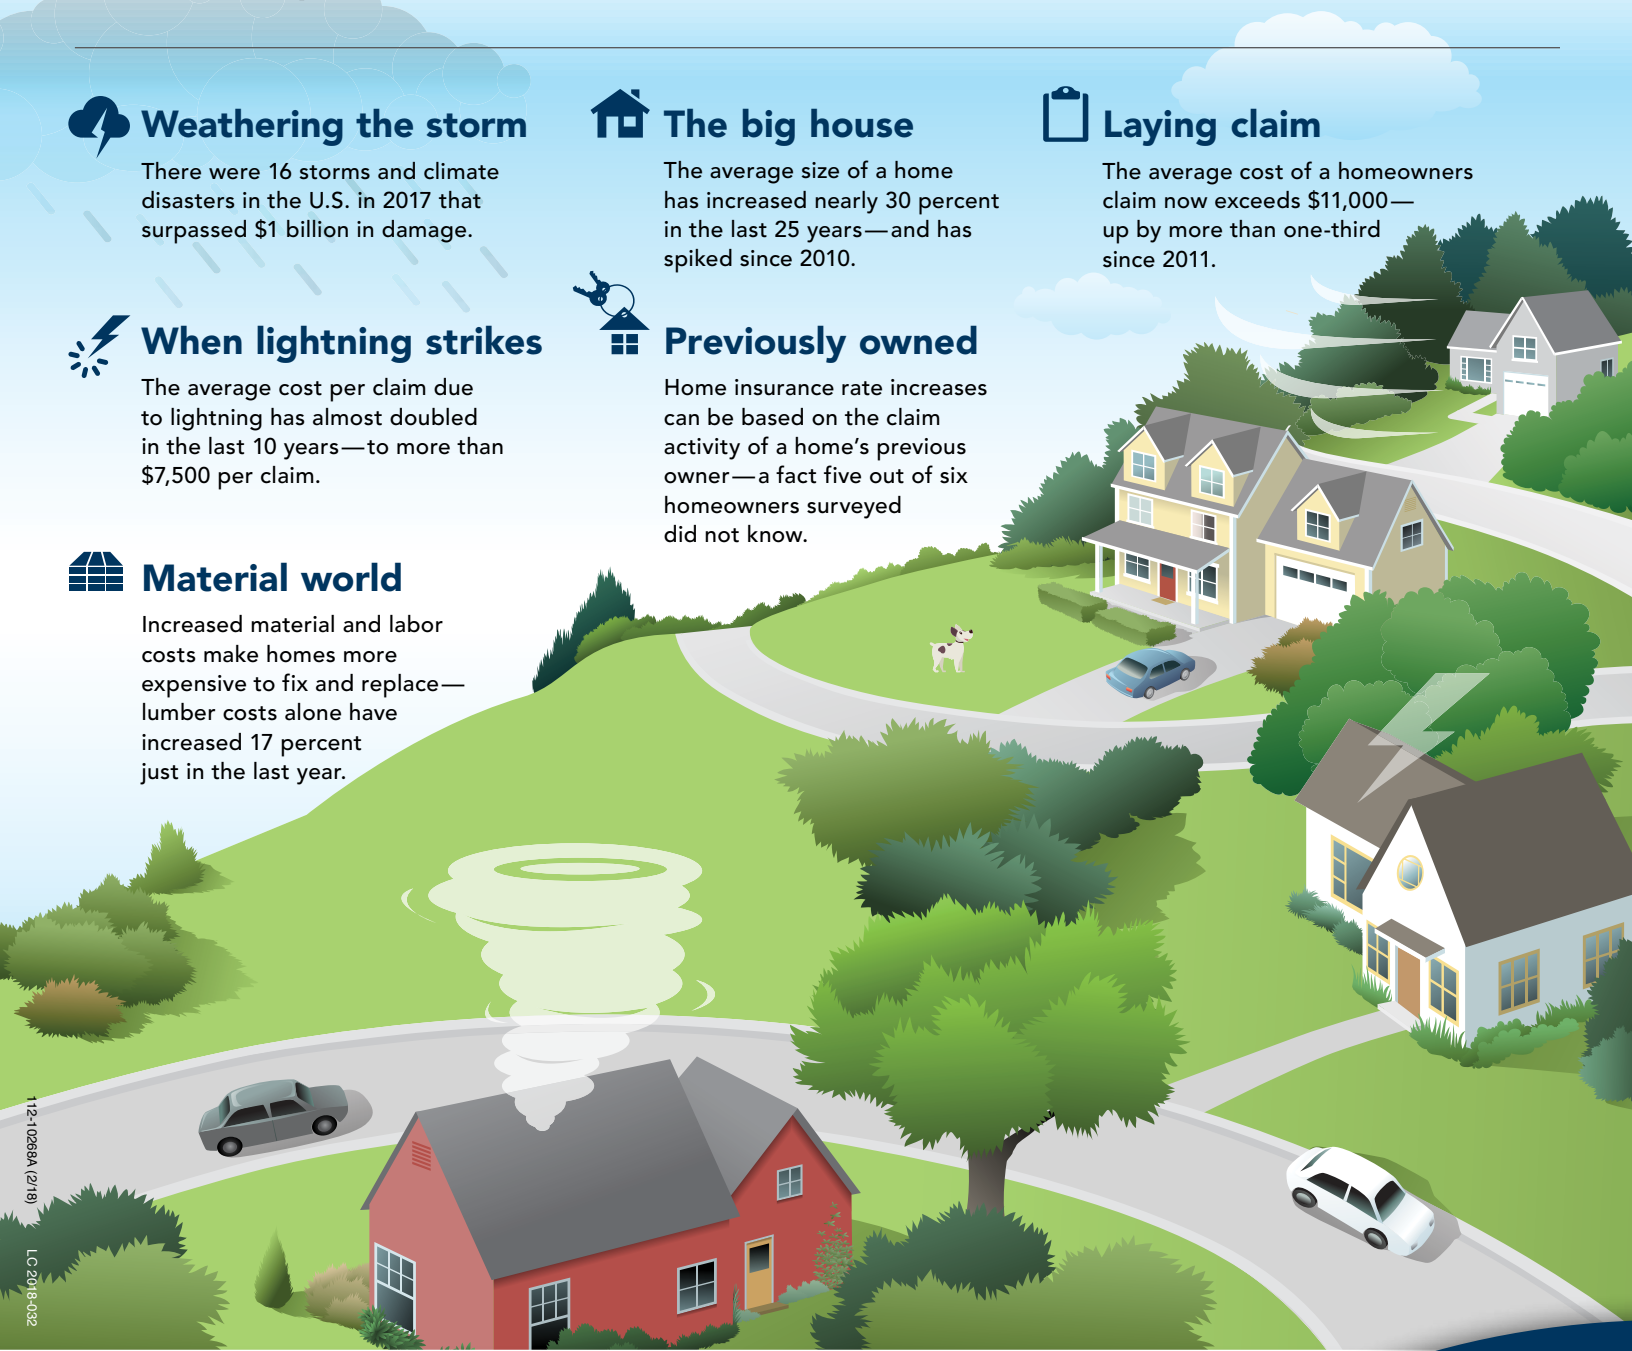 Weathering the storm
There were 16 storms and climate
disasters in the U.S. in 2017 that
surpassed $1 billion in damage.
When lightning strikes
The average cost per claim due
to lightning has almost doubled
in the last 10 years—to more than
$7,500 per claim.
Material world
Increased material and labor
costs make homes more
expensive to fix and replace—
lumber costs alone have
increased 17 percent
just in the last year.
The big house
The average size of a home
has increased nearly 30 percent
in the last 25 years—and has
spiked since 2010.
Previously owned
Home insurance rate increases
can be based on the claim
activity of a home's previous
owner—a fact five out of six
homeowners surveyed
did not know.
Laying claim
The average cost of a homeowners
claim now exceeds $11,000—
up by more than one-third
since 2011.
112-10268A (2/18) LC 2018-032